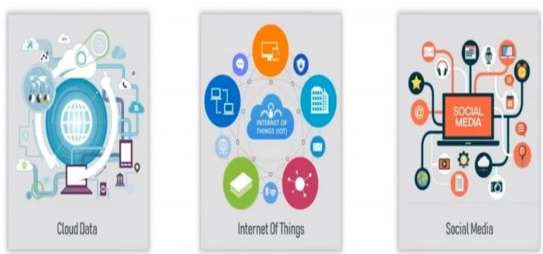 Cloud Data
INTERNET OF
THINGS (IOT)
Internet Of Things
SOCIAL
MEDIA
Social Media